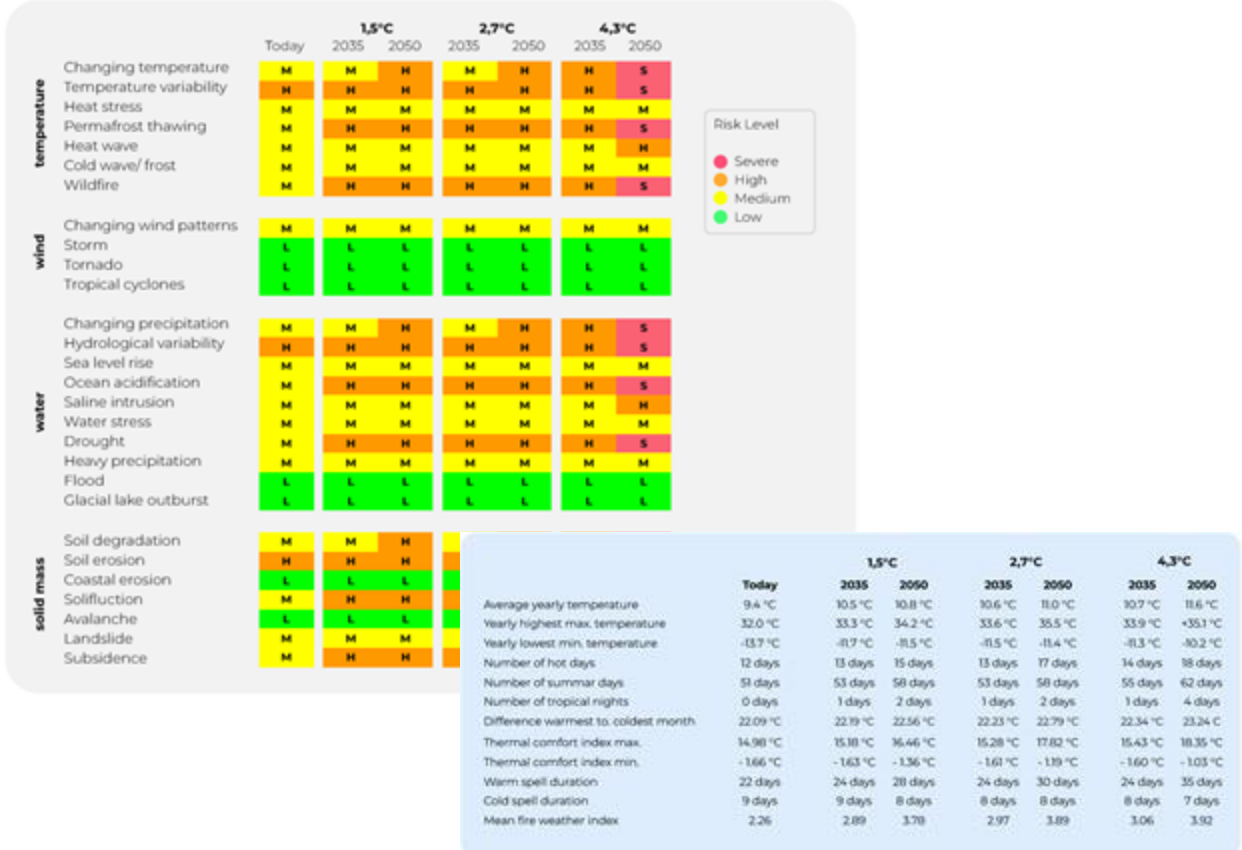 1,5°C 2,7°C 4,3°C
Today 2035 2050 2035 2050 2035 2050
temperature
Changing temperature M M H M H H S
Temperature variability H H H H H H S
Heat stress M M M M M M M
Permafrost thawing M H H H H H S
Heat wave M M M M M M H
Cold wave/ frost M M M M M M M
Wildfire M H H H H H S
wind
Changing wind patterns M M M M M M M
Storm L L L L L L L
Tornado L L L L L L L
Tropical cyclones L L L L L L L
water
Changing precipitation M M H M H H S
Hydrological variability H H H H H H S
Sea level rise M M M M M M M
Ocean acidification M H H H H H S
Saline intrusion M M M M M M H
Water stress M M M M M M M
Drought M H H H H H S
Heavy precipitation M M M M M M M
Flood L L L L L L L
Glacial lake outburst L L L L L L L
solid mass
Soil degradation M M H
Soil erosion H H H
Coastal erosion L L L
Solifluction M H H
Avalanche L L L
Landslide M M M
Subsidence M H H
Risk Level
Severe
High
Medium
Low
1,5°C 2,7°C 4,3°C
Today 2035 2050 2035 2050 2035 2050
Average yearly temperature 9.4 °C 10.5 °C 10.8 °C 10.6 °C 11.0 °C 10.7 °C 11.6 °C
Yearly highest max. temperature 32.0 °C 33.3 °C 34.2 °C 33.6 °C 35.5 °C 33.9 °C +35.1 °C
Yearly lowest min. temperature -13.7 °C -11.7 °C -11.5 °C -11.5 °C -11.4 °C -11.3 °C -10.2 °C
Number of hot days 12 days 13 days 15 days 13 days 17 days 14 days 18 days
Number of summar days 51 days 53 days 58 days 53 days 58 days 55 days 62 days
Number of tropical nights 0 days 1 days 2 days 1 days 2 days 1 days 4 days
Difference warmest to. coldest month 22.09 °C 22.19 °C 22.56 °C 22.23 °C 22.79 °C 22.34 °C 23.24 C
Thermal comfort index max. 14.98 °C 15.18 °C 16.46 °C 15.28 °C 17.82 °C 15.43 °C 18.35 °C
Thermal comfort index min. - 1.66 °C - 1.63 °C - 1.36 °C - 1.61 °C - 1.19 °C - 1.60 °C - 1.03 °C
Warm spell duration 22 days 24 days 28 days 24 days 30 days 24 days 35 days
Cold spell duration 9 days 9 days 8 days 8 days 8 days 8 days 7 days
Mean fire weather index 2.26 2.89 3.78 2.97 3.89 3.06 3.92